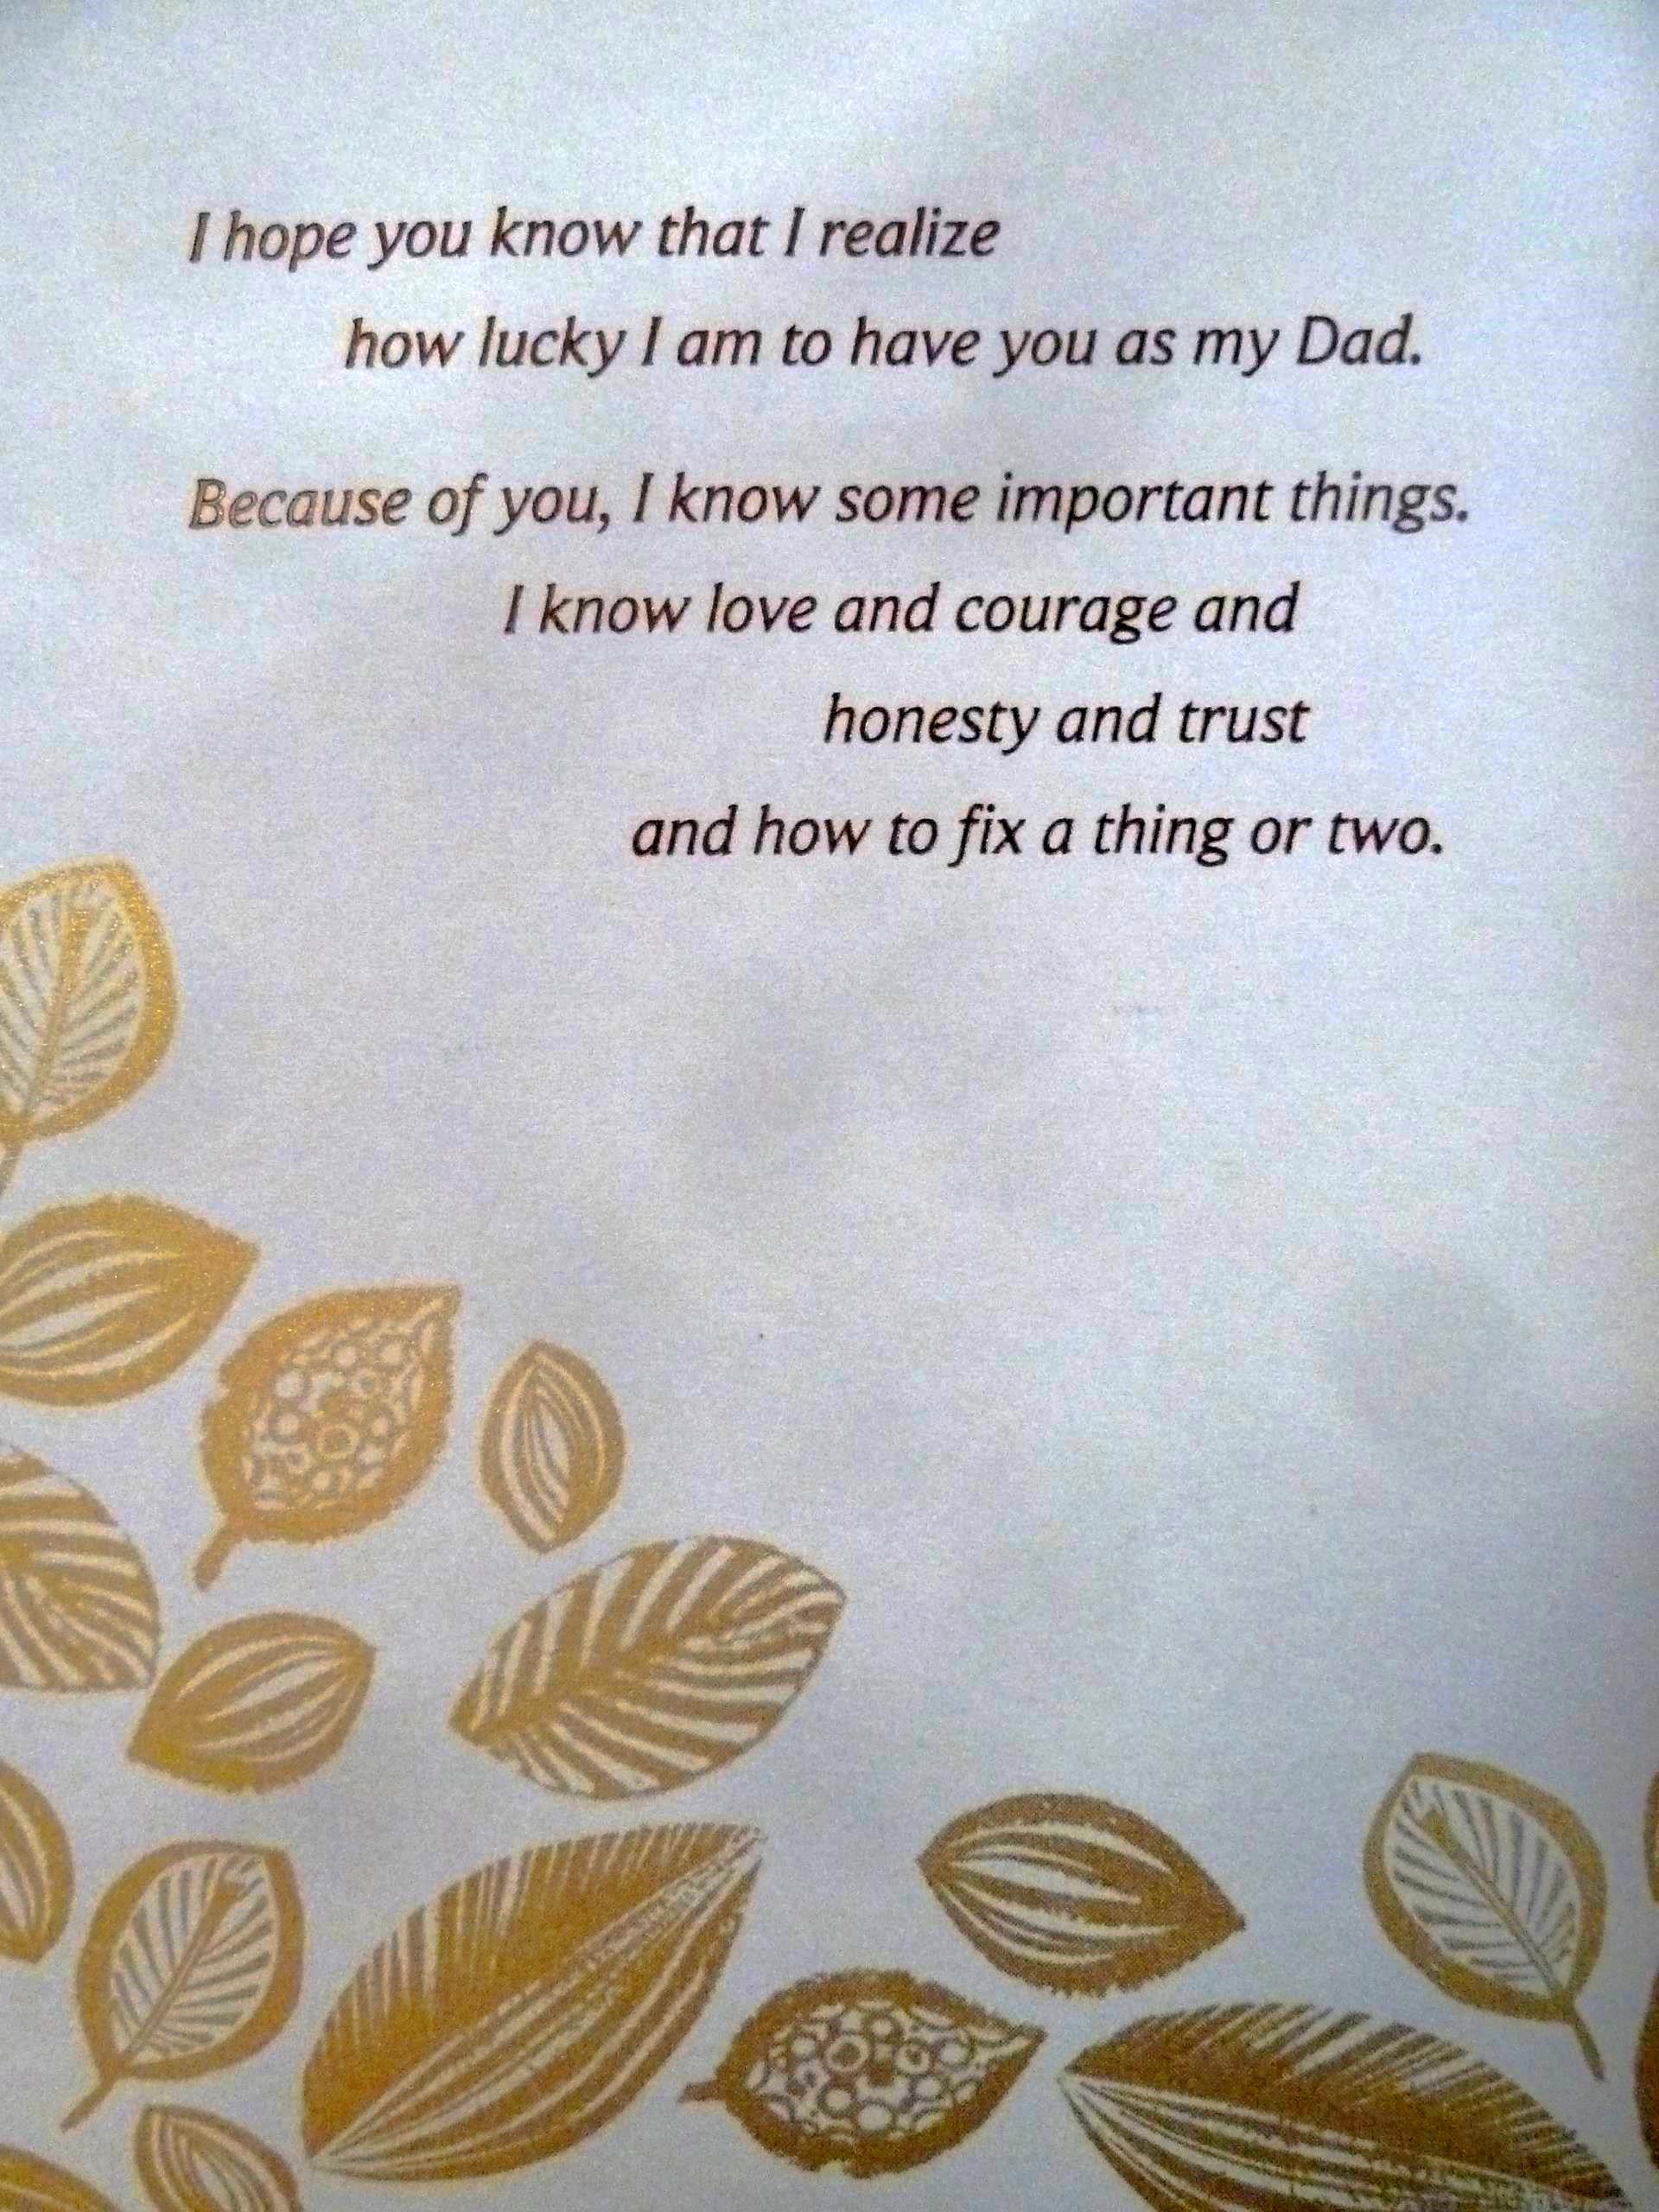 I hope you know that I realize
how lucky I am to have you as my Dad.
Because of you, I know some important things.
I know love and courage and
honesty and trust
and how to fix a thing or two.